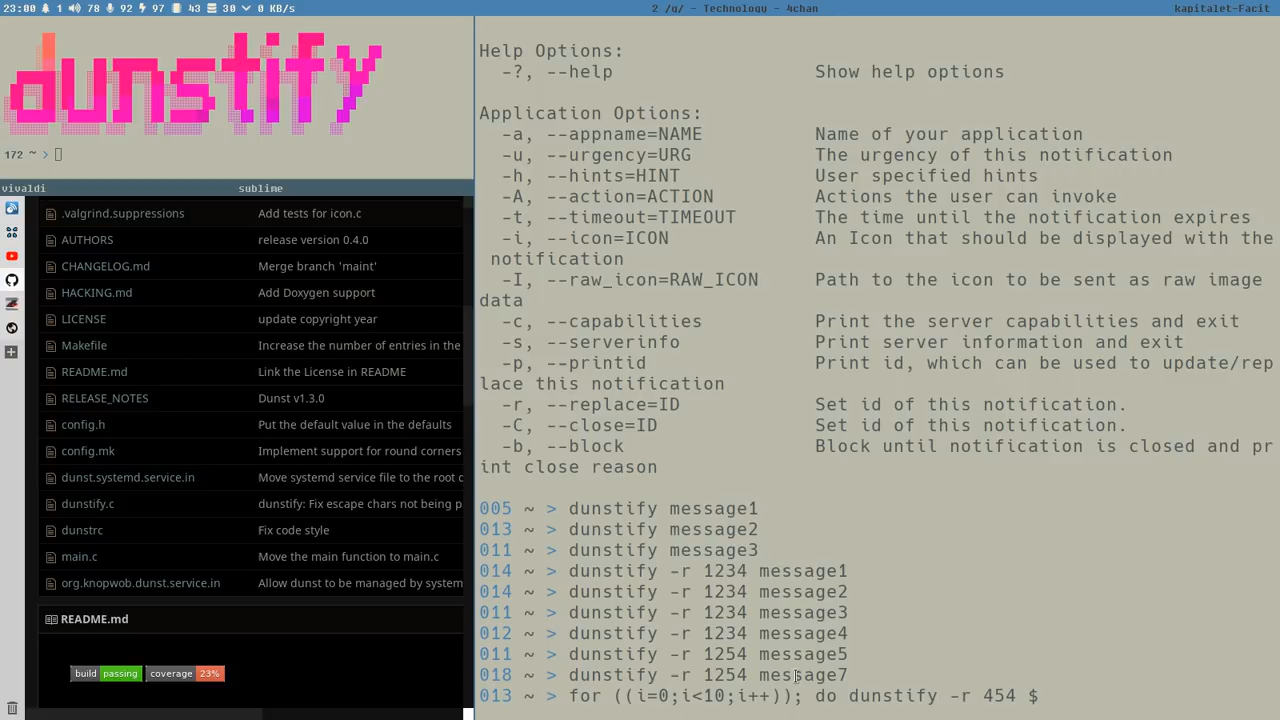 23:00 1 78 92 97 43 30 0 KB/s
2 /g/ - Technology - 4chan
kapitalet-Facit
dunstify
172 ~ >
vivaldi sublime
.valgrind.suppressions Add tests for icon.c
AUTHORS release version 0.4.0
CHANGELOG.md Merge branch 'maint'
HACKING.md Add Doxygen support
LICENSE update copyright year
Makefile Increase the number of entries in the
README.md Link the License in README
RELEASE_NOTES Dunst v1.3.0
config.h Put the default value in the defaults
config.mk Implement support for round corners
dunst.systemd.service.in Move systemd service file to the root d
dunstify.c dunstify: Fix escape chars not being p
dunstrc Fix code style
main.c Move the main function to main.c
org.knopwob.dunst.service.in Allow dunst to be managed by system
README.md
build passing coverage 23%
Help Options:
-?, --help Show help options
Application Options:
-a, --appname=NAME Name of your application
-u, --urgency=URG The urgency of this notification
-h, --hints=HINT User specified hints
-A, --action=ACTION Actions the user can invoke
-t, --timeout=TIMEOUT The time until the notification expires
-i, --icon=ICON An Icon that should be displayed with the
notification
-I, --raw_icon=RAW_ICON Path to the icon to be sent as raw image
data
-c, --capabilities Print the server capabilities and exit
-s, --serverinfo Print server information and exit
-p, --printid Print id, which can be used to update/rep
lace this notification
-r, --replace=ID Set id of this notification.
-C, --close=ID Set id of this notification.
-b, --block Block until notification is closed and pr
int close reason
005 ~ > dunstify message1
013 ~ > dunstify message2
011 ~ > dunstify message3
014 ~ > dunstify -r 1234 message1
014 ~ > dunstify -r 1234 message2
011 ~ > dunstify -r 1234 message3
012 ~ > dunstify -r 1234 message4
011 ~ > dunstify -r 1254 message5
018 ~ > dunstify -r 1254 message7
013 ~ > for ((i=0;i<10;i++)); do dunstify -r 454 $